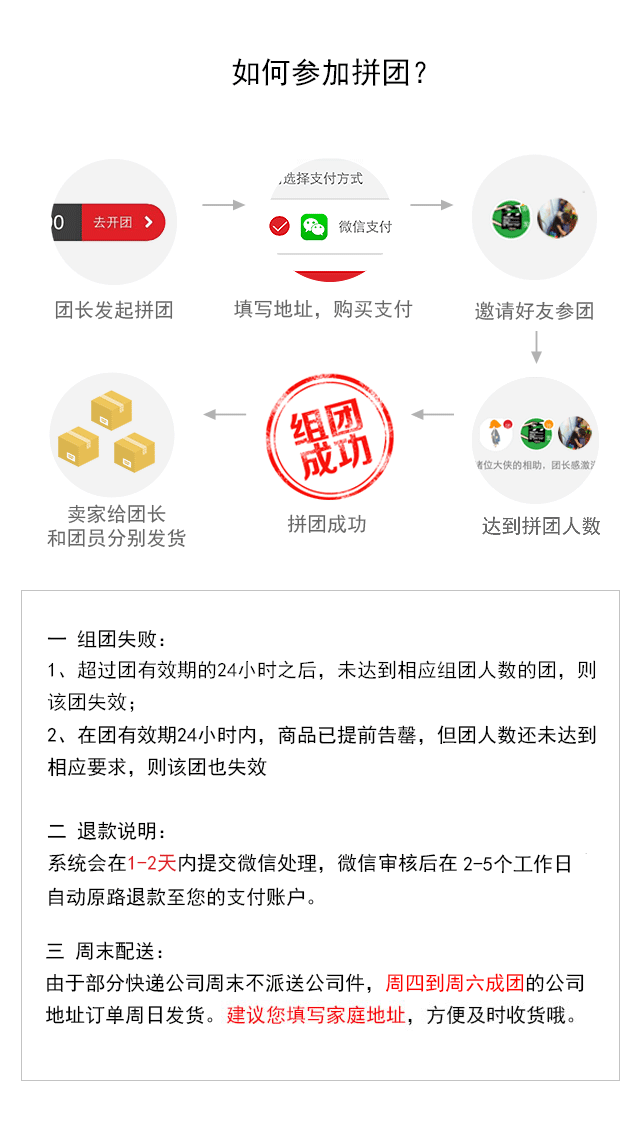 如何参加拼团？
00 去开团
选择支付方式
微信支付
团长发起拼团
填写地址，购买支付
邀请好友参团
组团
成功
位大侠的相助，团长感激
卖家给团长
和团员分别发货
拼团成功
达到拼团人数
一 组团失败：
1、超过团有效期的24小时之后，未达到相应组团人数的团，则
该团失效；
2、在团有效期24小时内，商品已提前告罄，但团人数还未达到
相应要求，则该团也失效
二 退款说明：
系统会在1-2天内提交微信处理，微信审核后在 2-5个工作日
自动原路退款至您的支付账户。
三 周末配送：
由于部分快递公司周末不派送公司件，周四到周六成团的公司
地址订单周日发货。建议您填写家庭地址，方便及时收货哦。